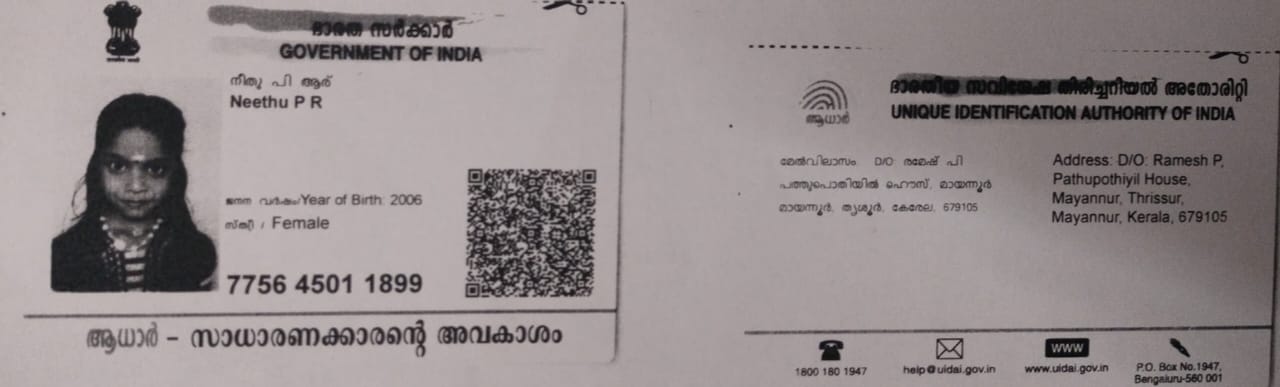 ഭാരത സർക്കാർ
GOVERNMENT OF INDIA
നീതു പി ആര്
Neethu P R
ജനന വര്‍ഷം/Year of Birth: 2006
സ്ത്രീ / Female
7756 4501 1899
ആധാർ – സാധാരണക്കാരന്റെ അവകാശം
ഭാരതീയ സവിശേഷ തിരിച്ചറിയൽ അതോരിറ്റി
UNIQUE IDENTIFICATION AUTHORITY OF INDIA
ആധാർ
മേൽവിലാസം: D/O: രമേഷ് പി,
പത്തുപൊതിയിൽ ഹൌസ്, മായന്നൂർ,
മായന്നൂർ, തൃശൂർ, കേരേല, 679105
Address: D/O: Ramesh P,
Pathupothiyil House,
Mayannur, Thrissur,
Mayannur, Kerala, 679105
1800 180 1947
help@uidai.gov.in
WWW
www.uidai.gov.in
P.O. Box No.1947,
Bengaluru-560 001